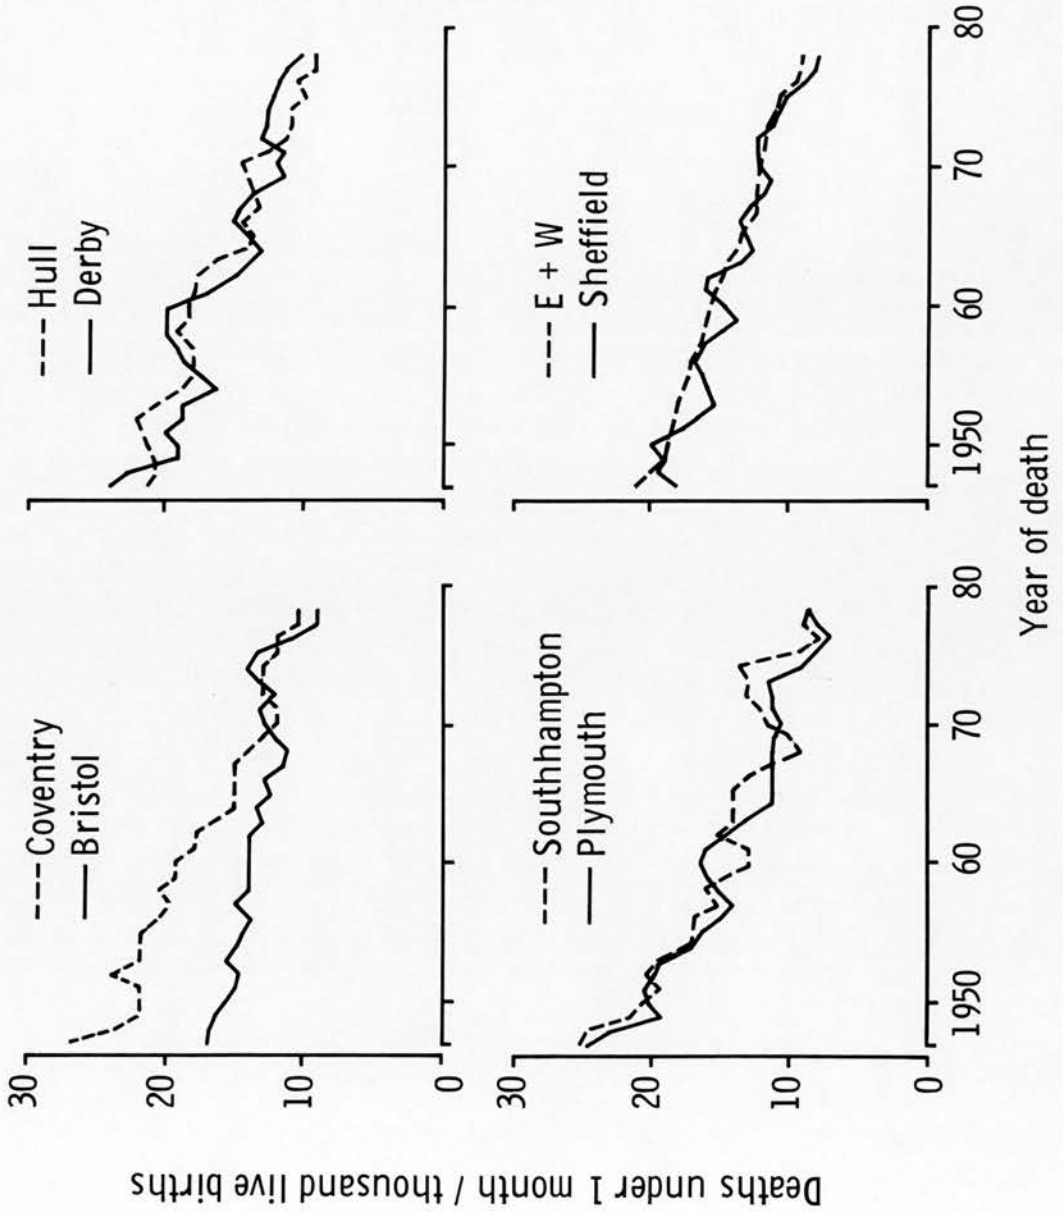 Deaths under 1 month / thousand live births
30
20
10
0
Coventry
Bristol
Hull
Derby
30
20
10
0
Southhampton
Plymouth
E + W
Sheffield
1950 60 70 80
1950 60 70 80
Year of death